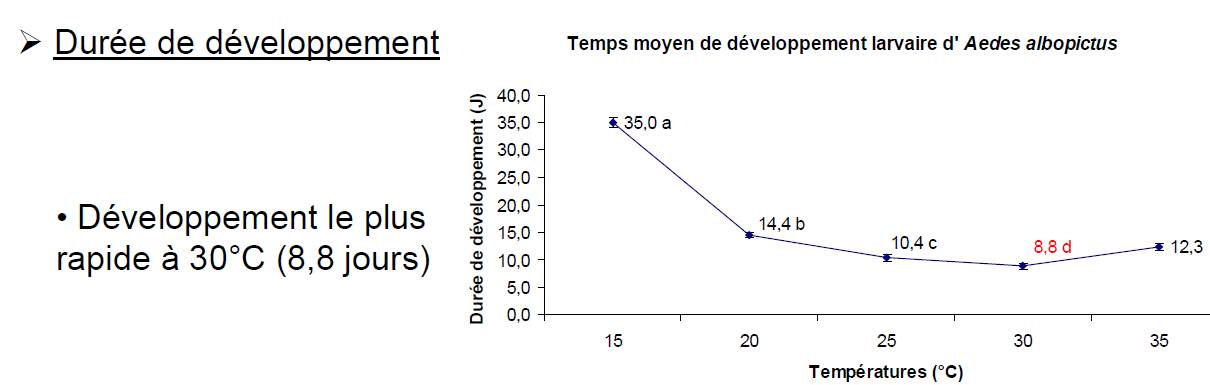 ➢ Durée de développement
• Développement le plus
rapide à 30°C (8,8 jours)
Temps moyen de développement larvaire d' Aedes albopictus
Durée de développement (J)
40,0
35,0
30,0
25,0
20,0
15,0
10,0
5,0
0,0
35,0 a
14,4 b
10,4 c
8,8 d
12,3
15 20 25 30 35
Températures (°C)